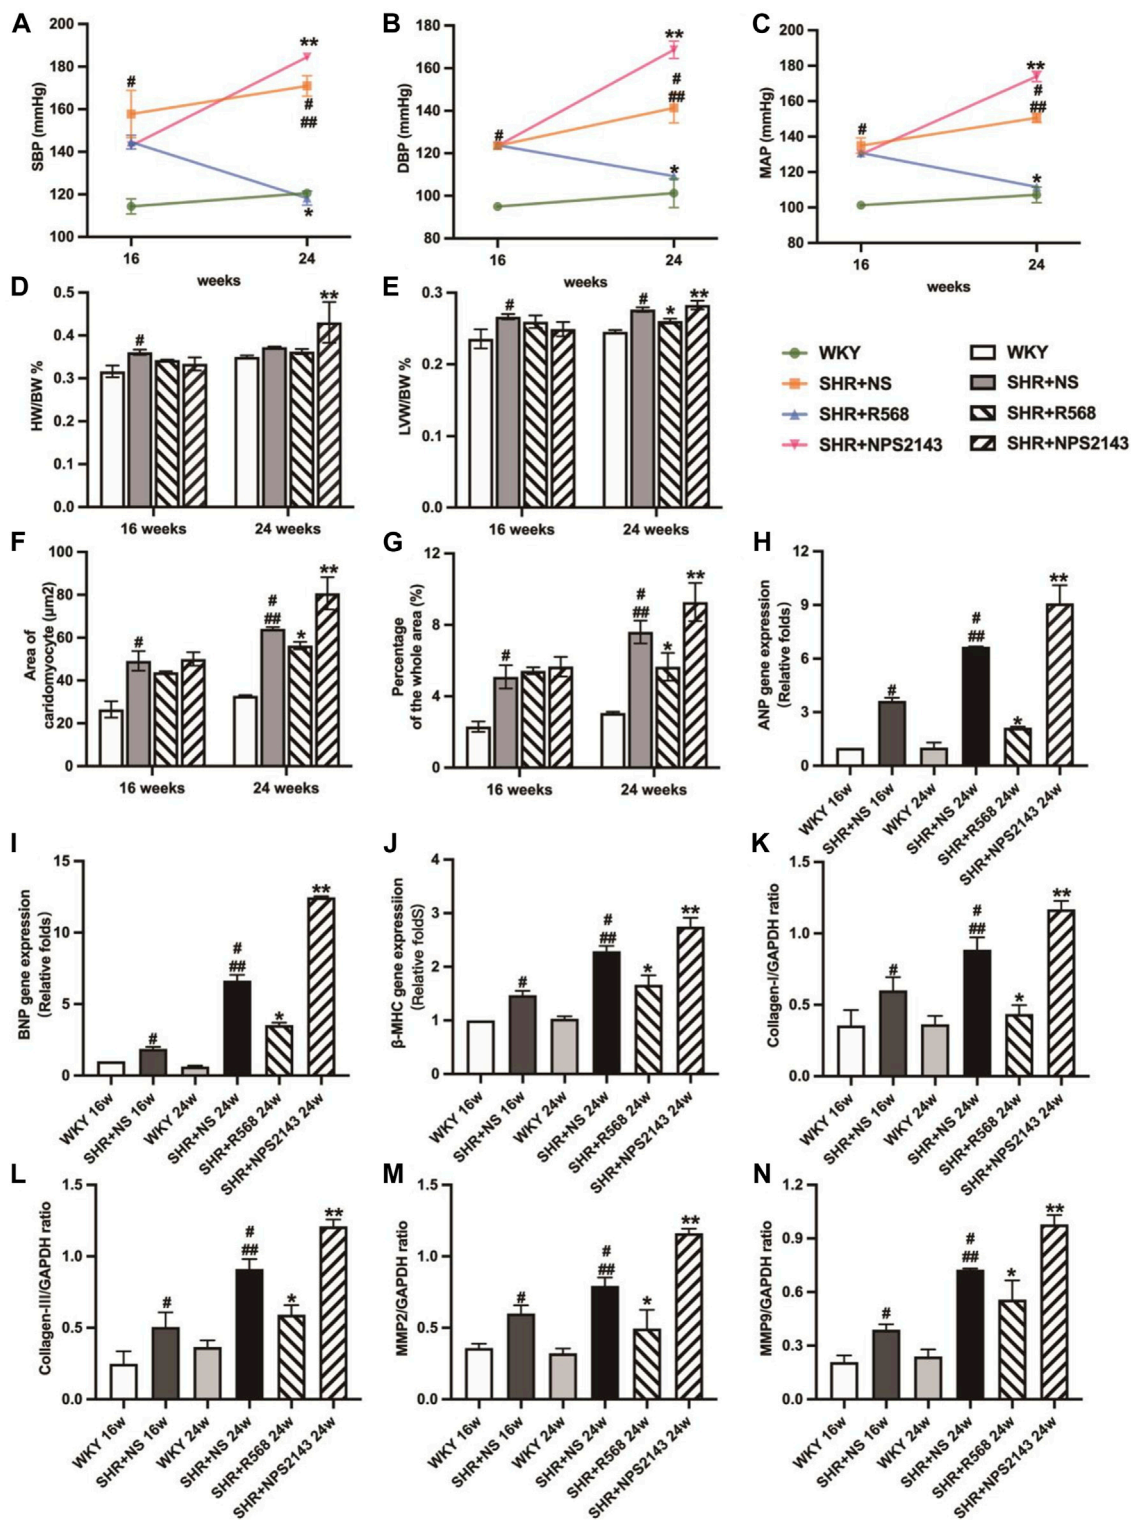 A
SBP (mmHg)
200
180
160
140
120
100
#
**
#
##
*
16
24
weeks
B
DBP (mmHg)
180
160
140
120
100
80
#
**
#
##
*
16
24
weeks
C
MAP (mmHg)
200
180
160
140
120
100
80
#
**
#
##
*
16
24
weeks
D
HW/BW %
0.5
0.4
0.3
0.2
0.1
0.0
#
**
16 weeks
24 weeks
E
LVW/BW %
0.3
0.2
0.1
0.0
#
#
*
**
16 weeks
24 weeks
WKY
SHR+NS
SHR+R568
SHR+NPS2143
WKY
SHR+NS
SHR+R568
SHR+NPS2143
F
Area of
caridomyocyte (μm2)
100
80
60
40
20
0
#
#
##
*
**
16 weeks
24 weeks
G
Percentage
of the whole area (%)
12
8
4
0
#
#
##
*
**
16 weeks
24 weeks
H
ANP gene expression
(Relative folds)
12
9
6
3
0
#
#
##
*
**
WKY 16w
SHR+NS 16w
WKY 24w
SHR+NS 24w
SHR+R568 24w
SHR+NPS2143 24w
I
BNP gene expression
(Relative folds)
15
10
5
0
#
#
##
*
**
WKY 16w
SHR+NS 16w
WKY 24w
SHR+NS 24w
SHR+R568 24w
SHR+NPS2143 24w
J
β-MHC gene expression
(Relative foldS)
4
3
2
1
0
#
#
##
*
**
WKY 16w
SHR+NS 16w
WKY 24w
SHR+NS 24w
SHR+R568 24w
SHR+NPS2143 24w
K
Collagen-I/GAPDH ratio
1.5
1.0
0.5
0.0
#
#
##
*
**
WKY 16w
SHR+NS 16w
WKY 24w
SHR+NS 24w
SHR+R568 24w
SHR+NPS2143 24w
L
Collagen-III/GAPDH ratio
1.5
1.0
0.5
0.0
#
#
##
*
**
WKY 16w
SHR+NS 16w
WKY 24w
SHR+NS 24w
SHR+R568 24w
SHR+NPS2143 24w
M
MMP2/GAPDH ratio
1.5
1.0
0.5
0.0
#
#
##
*
**
WKY 16w
SHR+NS 16w
WKY 24w
SHR+NS 24w
SHR+R568 24w
SHR+NPS2143 24w
N
MMP9/GAPDH ratio
1.2
0.9
0.6
0.3
0.0
#
#
##
*
**
WKY 16w
SHR+NS 16w
WKY 24w
SHR+NS 24w
SHR+R568 24w
SHR+NPS2143 24w